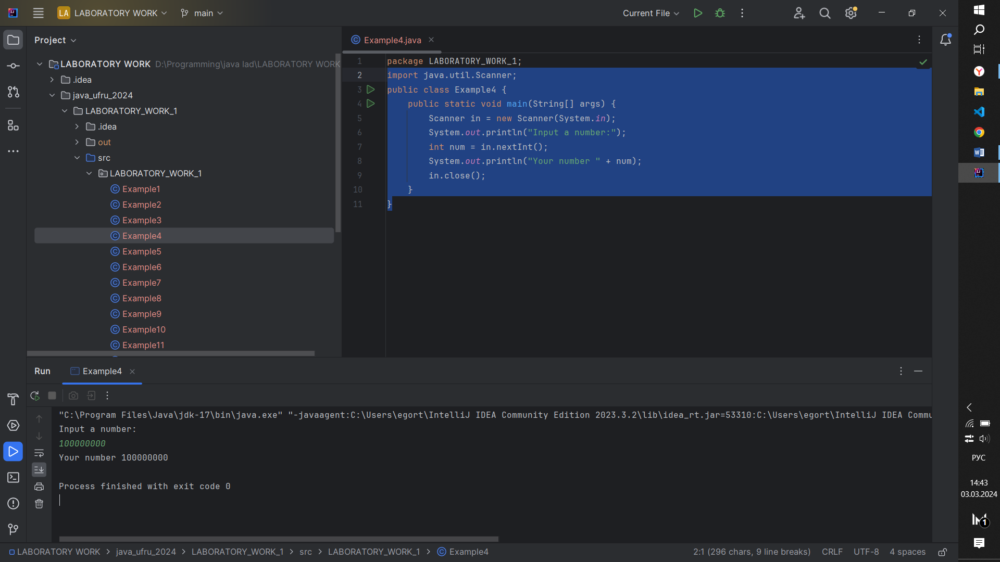 LA LABORATORY WORK main Current File
Project
LABORATORY WORK D:\Programming\java lad\LABORATORY WORK
.idea
java_ufru_2024
LABORATORY_WORK_1
.idea
out
src
LABORATORY_WORK_1
Example1
Example2
Example3
Example4
Example5
Example6
Example7
Example8
Example9
Example10
Example11
Example4.java
1 package LABORATORY_WORK_1;
2 import java.util.Scanner;
3 public class Example4 {
4 public static void main(String[] args) {
5 Scanner in = new Scanner(System.in);
6 System.out.println("Input a number:");
7 int num = in.nextInt();
8 System.out.println("Your number " + num);
9 in.close();
10 }
11 }
Run Example4
"C:\Program Files\Java\jdk-17\bin\java.exe" "-javaagent:C:\Users\egort\IntelliJ IDEA Community Edition 2023.3.2\lib\idea_rt.jar=53310:C:\Users\egort\IntelliJ IDEA Commu
Input a number:
100000000
Your number 100000000
Process finished with exit code 0
LABORATORY WORK > java_ufru_2024 > LABORATORY_WORK_1 > src > LABORATORY_WORK_1 > Example4
2:1 (296 chars, 9 line breaks) CRLF UTF-8 4 spaces
РУС
14:43
03.03.2024
1